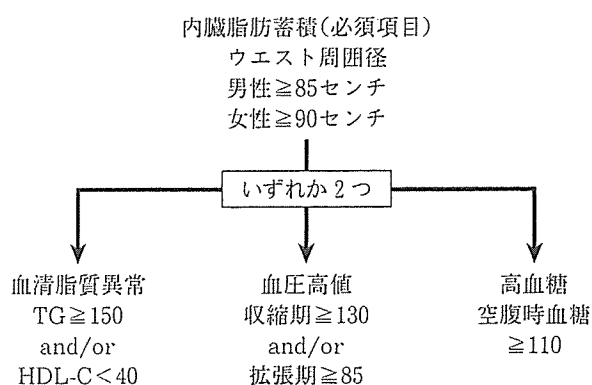 内臓脂肪蓄積(必須項目)
ウエスト周囲径
男性≧85センチ
女性≧90センチ
いずれか2つ
血清脂質異常
TG≧150
and/or
HDL-C<40
血圧高値
収縮期≧130
and/or
拡張期≧85
高血糖
空腹時血糖
≧110